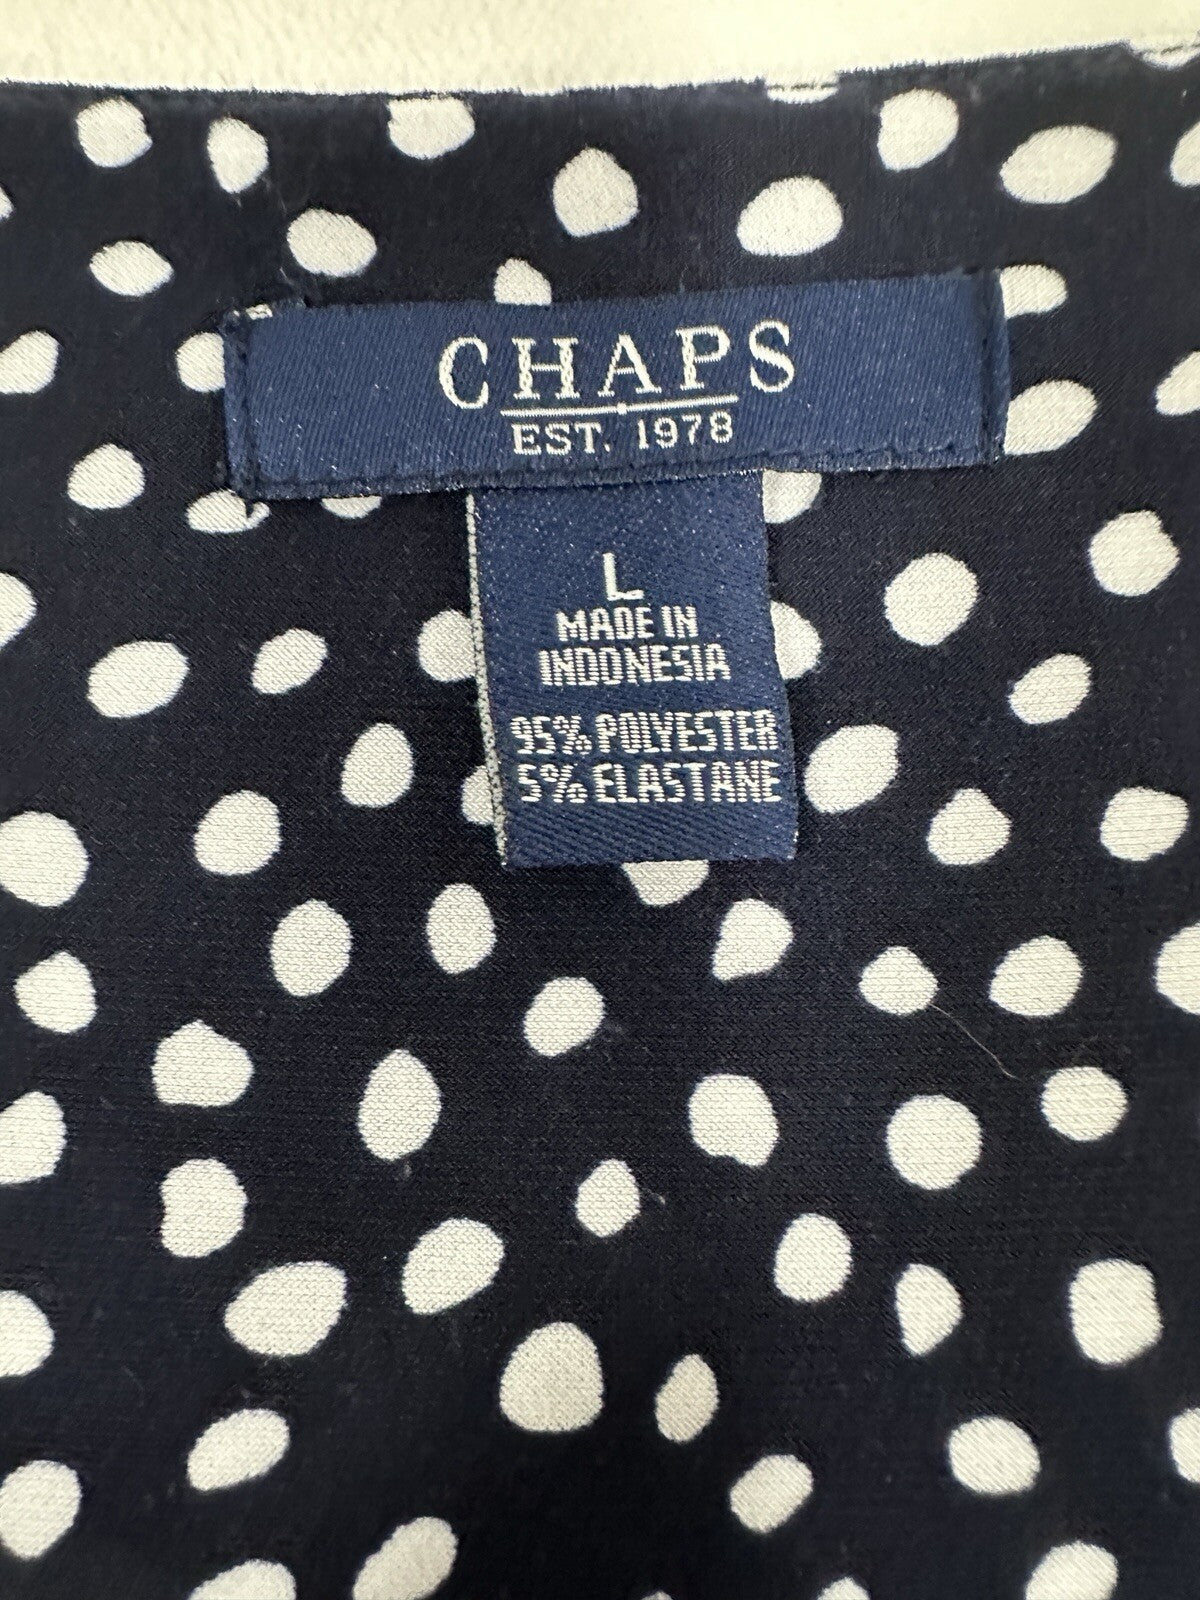 CHAPS
EST. 1978
L
MADE IN
INDONESIA
95% POLYESTER
5% ELASTANE